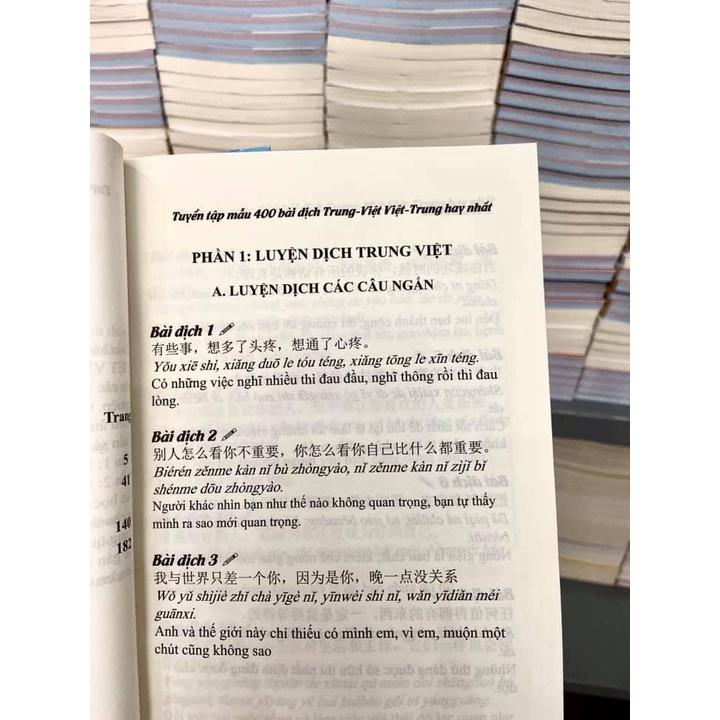 Tuyển tập mẫu 400 bài dịch Trung-Việt Việt-Trung hay nhất
PHẦN 1: LUYỆN DỊCH TRUNG VIỆT
A. LUYỆN DỊCH CÁC CÂU NGẮN
Bài dịch 1
有些事，想多了头疼，想通了心疼。
Yǒu xiē shì, xiǎng duō le tóu téng, xiǎng tōng le xīn téng.
Có những việc nghĩ nhiều thì đau đầu, nghĩ thông rồi thì đau
lòng.
Bài dịch 2
别人怎么看你不重要，你怎么看你自己比什么都重要。
Biérén zěnme kàn nǐ bù zhòngyào, nǐ zěnme kàn nǐ zìjǐ bǐ
shénme dōu zhòngyào.
Người khác nhìn bạn như thế nào không quan trọng, bạn tự thấy
mình ra sao mới quan trọng.
Bài dịch 3
我与世界只差一个你，因为是你，晚一点没关系
Wǒ yǔ shìjiè zhǐ chà yīgè nǐ, yīnwèi shì nǐ, wǎn yīdiǎn méi
guānxi.
Anh và thế giới này chỉ thiếu có mình em, vì em, muộn một
chút cũng không sao
Trang
5
41
140
182